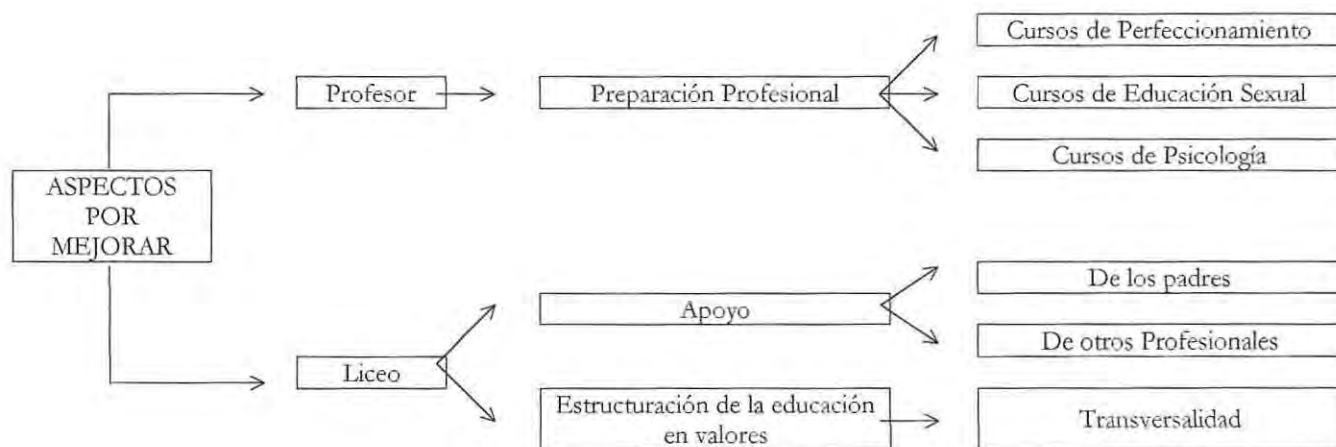 Cursos de Perfeccionamiento
Profesor
Preparación Profesional
Cursos de Educación Sexual
Cursos de Psicología
ASPECTOS
POR
MEJORAR
De los padres
Apoyo
De otros Profesionales
Liceo
Estructuración de la educación
en valores
Transversalidad